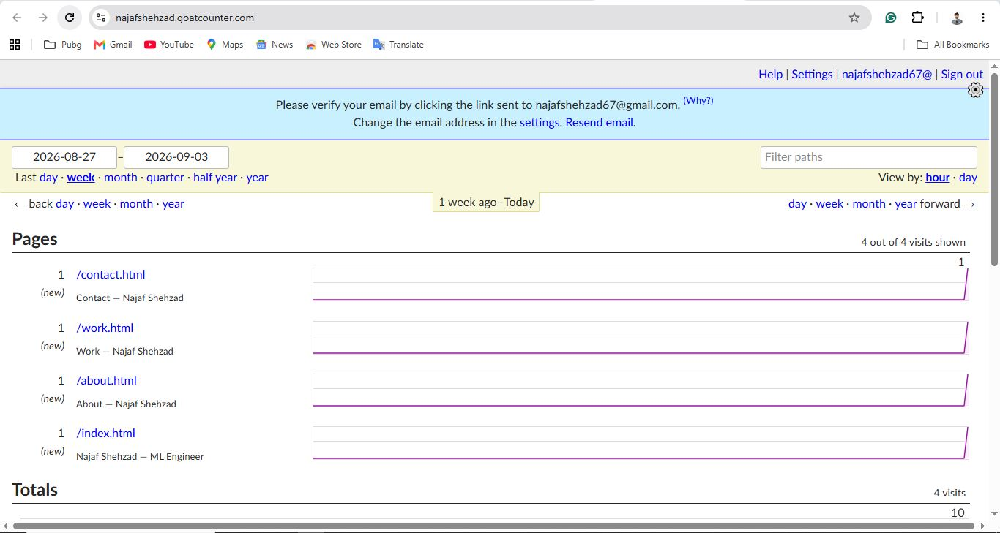 najafshehzad.goatcounter.com
Pubg Gmail YouTube Maps News Web Store Translate All Bookmarks
Help | Settings | najafshehzad67@ | Sign out
Please verify your email by clicking the link sent to najafshehzad67@gmail.com. (Why?)
Change the email address in the settings. Resend email.
2026-08-27 – 2026-09-03 Filter paths
Last day · week · month · quarter · half year · year View by: hour · day
← back day · week · month · year 1 week ago–Today day · week · month · year forward →
Pages 4 out of 4 visits shown
1
1 /contact.html
(new) Contact — Najaf Shehzad
1 /work.html
(new) Work — Najaf Shehzad
1 /about.html
(new) About — Najaf Shehzad
1 /index.html
(new) Najaf Shehzad — ML Engineer
Totals 4 visits
10